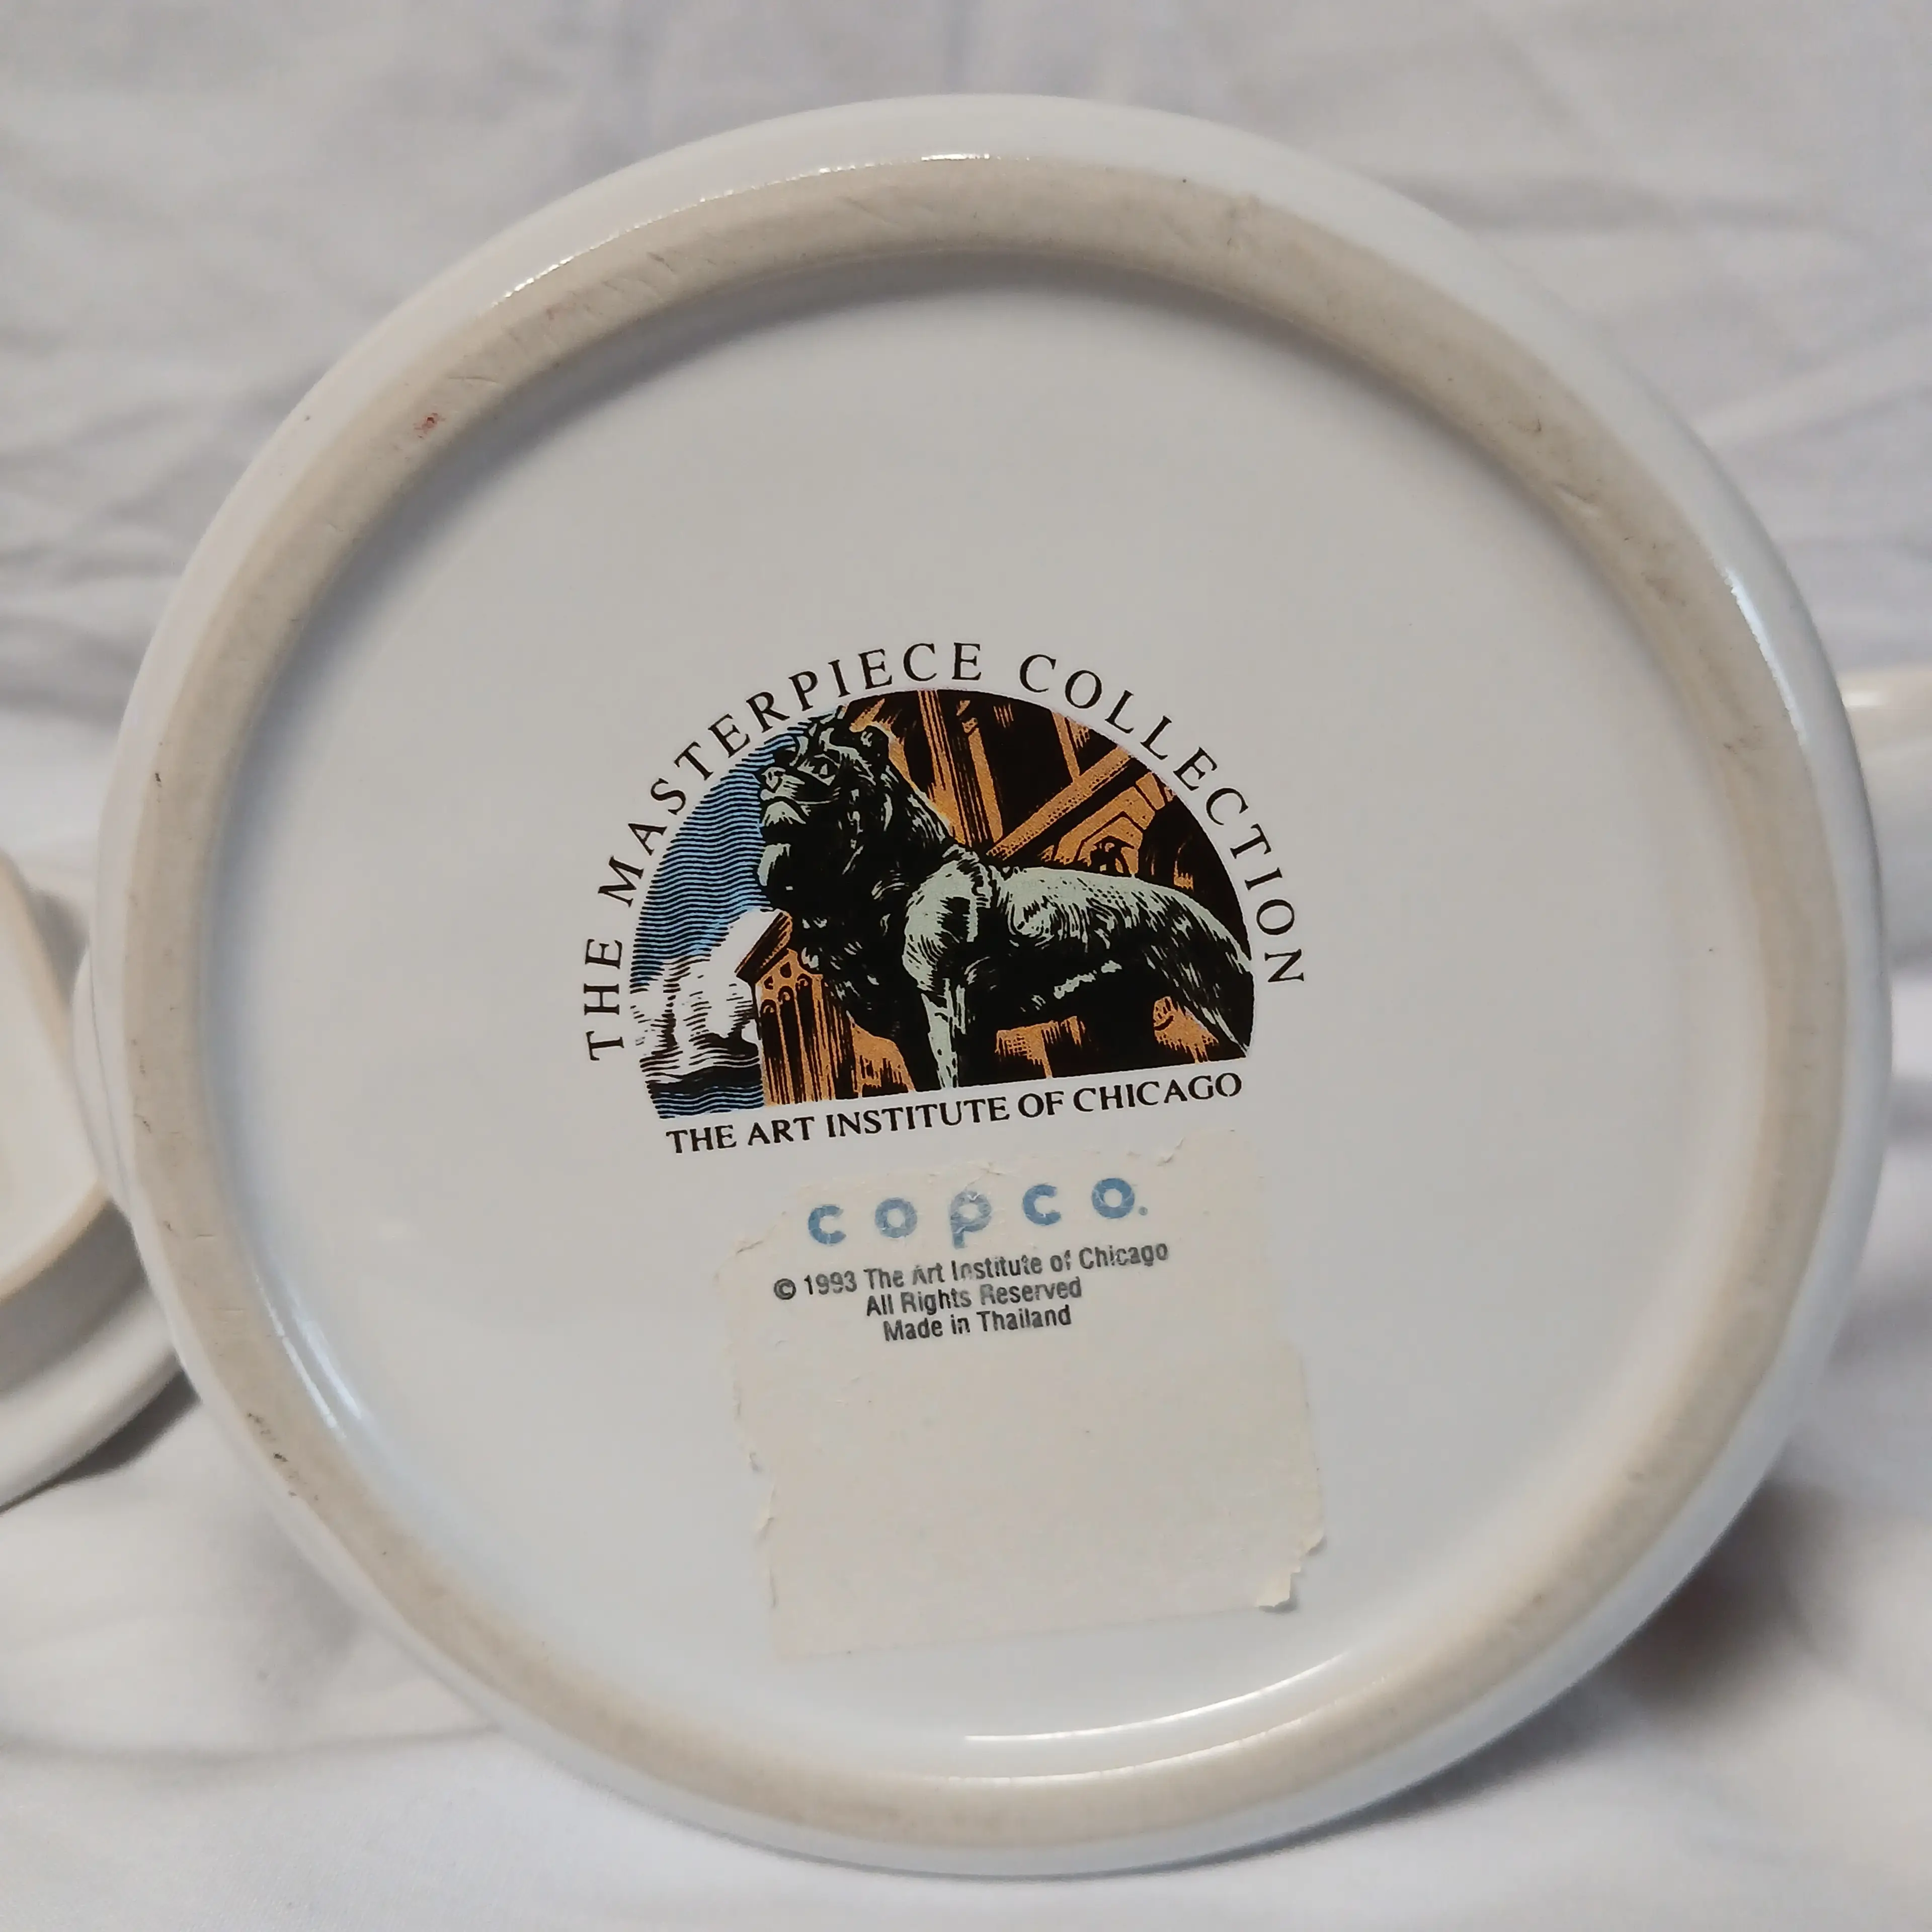 THE MASTERPIECE COLLECTION
THE ART INSTITUTE OF CHICAGO
copco.
© 1993 The Art Institute of Chicago
All Rights Reserved
Made in Thailand